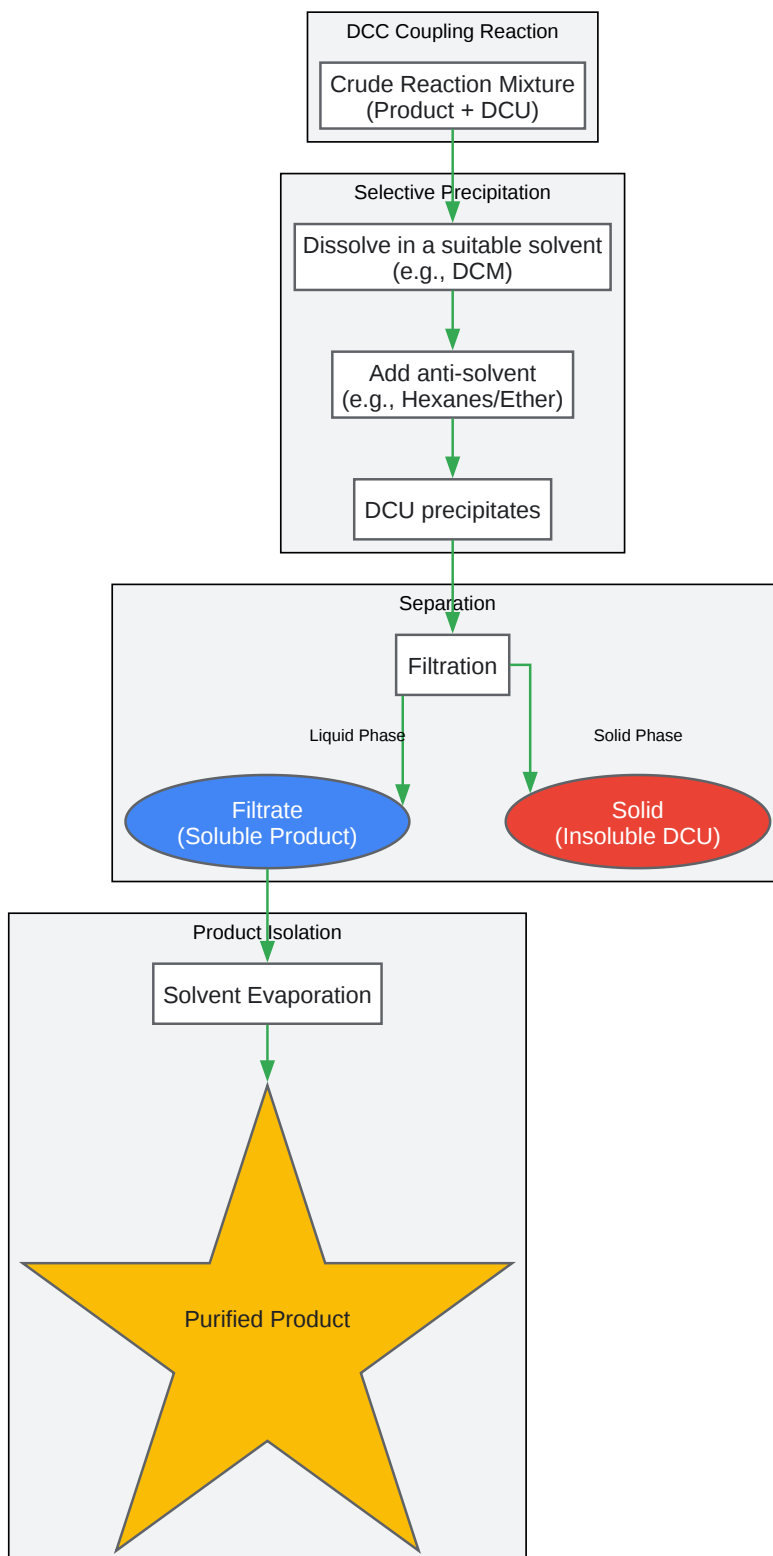 DCC Coupling Reaction
Crude Reaction Mixture
(Product + DCU)
Selective Precipitation
Dissolve in a suitable solvent
(e.g., DCM)
Add anti-solvent
(e.g., Hexanes/Ether)
DCU precipitates
Separation
Filtration
Liquid Phase
Solid Phase
Filtrate
(Soluble Product)
Solid
(Insoluble DCU)
Product Isolation
Solvent Evaporation
Purified Product